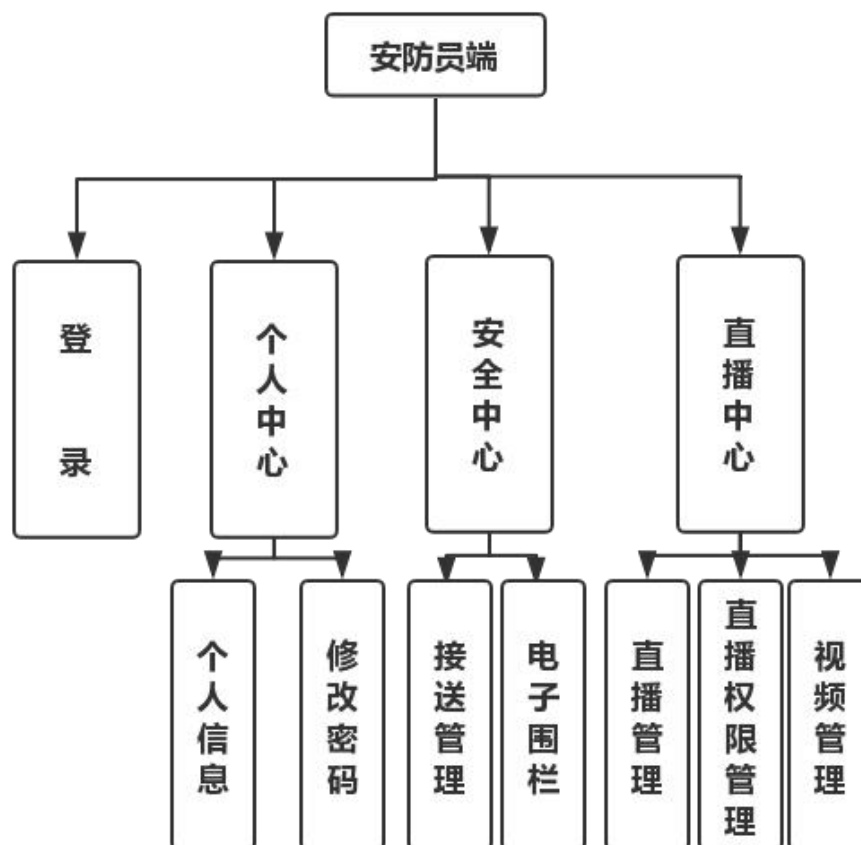 安防员端
登录
个人中心
安全中心
直播中心
个人信息
修改密码
接送管理
电子围栏
直播管理
直播权限管理
视频管理